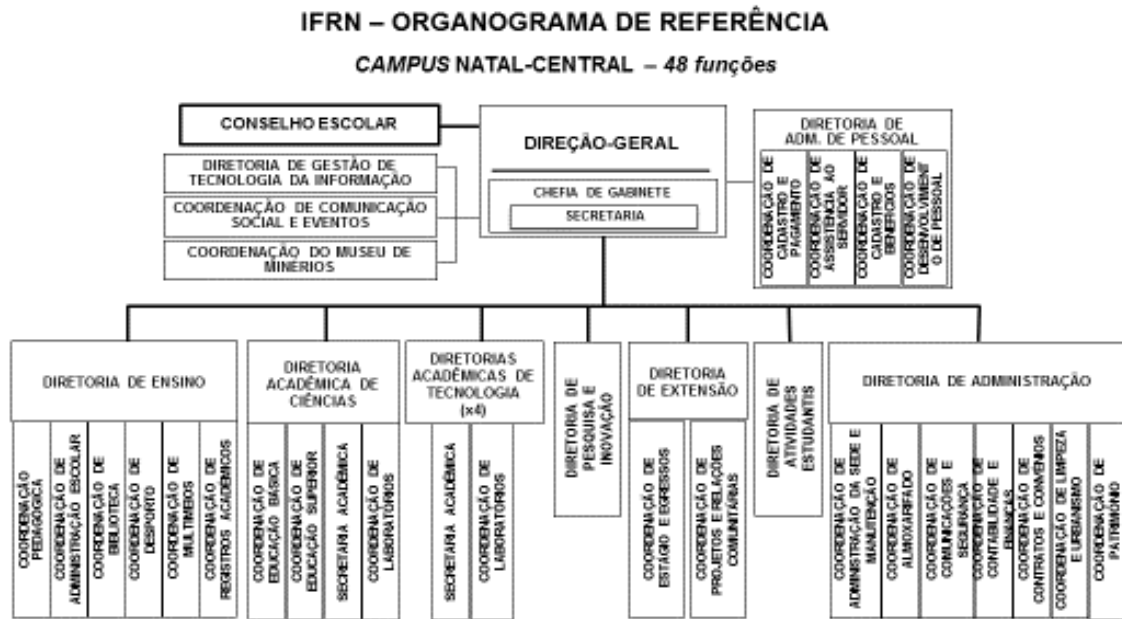 IFRN – ORGANOGRAMA DE REFERÊNCIA
CAMPUS NATAL-CENTRAL – 48 funções
CONSELHO ESCOLAR
DIRETORIA DE GESTÃO DE
TECNOLOGIA DA INFORMAÇÃO
COORDENAÇÃO DE COMUNICAÇÃO
SOCIAL E EVENTOS
COORDENAÇÃO DO MUSEU DE
MINÉRIOS
DIREÇÃO-GERAL
CHEFIA DE GABINETE
SECRETARIA
DIRETORIA DE
ADM. DE PESSOAL
COORDENAÇÃO DE
CADASTRO E
PAGAMENTO
COORDENAÇÃO DE
ASSISTÊNCIA AO
SERVIDOR
COORDENAÇÃO DE
CADASTRO E
BENEFÍCIOS
COORDENAÇÃO DE
DESENVOLVIMENT
O DE PESSOAL
DIRETORIA DE ENSINO
COORDENAÇÃO
PEDAGÓGICA
COORDENAÇÃO DE
ADMINISTRAÇÃO ESCOLAR
COORDENAÇÃO DE
BIBLIOTECA
COORDENAÇÃO DE
DESPORTO
COORDENAÇÃO DE
MULTIMEIOS
COORDENAÇÃO DE
REGISTROS ACADÊMICOS
DIRETORIA
ACADÊMICA DE
CIÊNCIAS
COORDENAÇÃO DE
EDUCAÇÃO BÁSICA
COORDENAÇÃO DE
EDUCAÇÃO SUPERIOR
SECRETARIA ACADÊMICA
COORDENAÇÃO DE
LABORATÓRIOS
DIRETORIAS
ACADÊMICAS DE
TECNOLOGIA
(x4)
SECRETARIA ACADÊMICA
COORDENAÇÃO DE
LABORATÓRIOS
DIRETORIA DE
PESQUISA E
INOVAÇÃO
DIRETORIA
DE EXTENSÃO
COORDENAÇÃO DE
ESTÁGIO E EGRESSOS
COORDENAÇÃO DE
PROJETOS E RELAÇÕES
COMUNITÁRIAS
DIRETORIA DE
ATIVIDADES
ESTUDANTIS
DIRETORIA DE ADMINISTRAÇÃO
COORDENAÇÃO DE
ADMINISTRAÇÃO DA SEDE E
MANUTENÇÃO
COORDENAÇÃO DE
ALMOXARIFADO
COORDENAÇÃO DE
COMUNICAÇÕES E
SEGURANÇA
COORDENAÇÃO DE
CONTABILIDADE E
FINANÇAS
COORDENAÇÃO DE
CONTRATOS E CONVÊNIOS
COORDENAÇÃO DE LIMPEZA
E URBANISMO
COORDENAÇÃO DE
PATRIMÔNIO